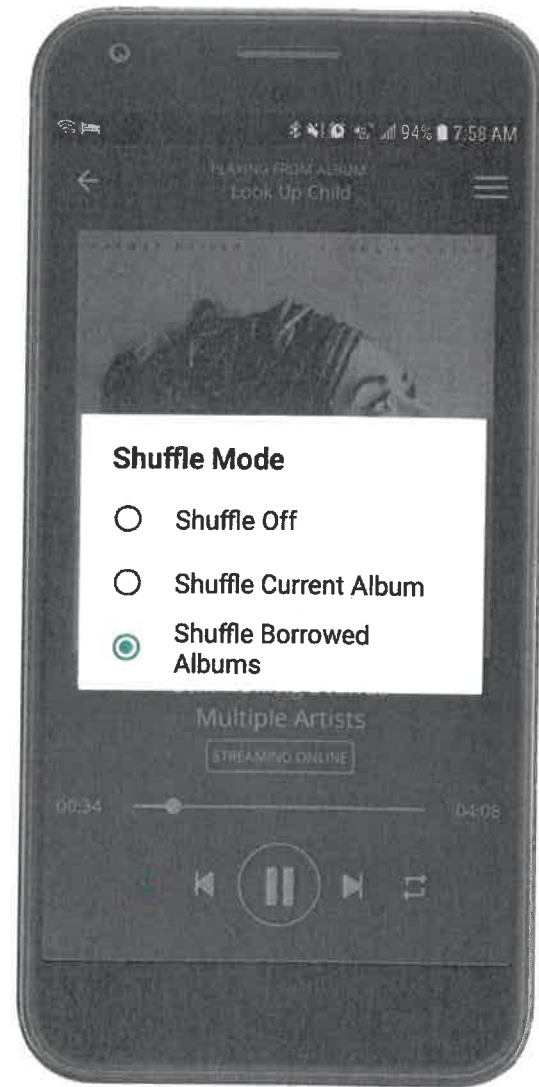 94% 7:58 AM
PLAYING FROM ALBUM
Look Up Child
Shuffle Mode
Shuffle Off
Shuffle Current Album
Shuffle Borrowed
Albums
Multiple Artists
STREAMING ONLINE
00:34 04:08